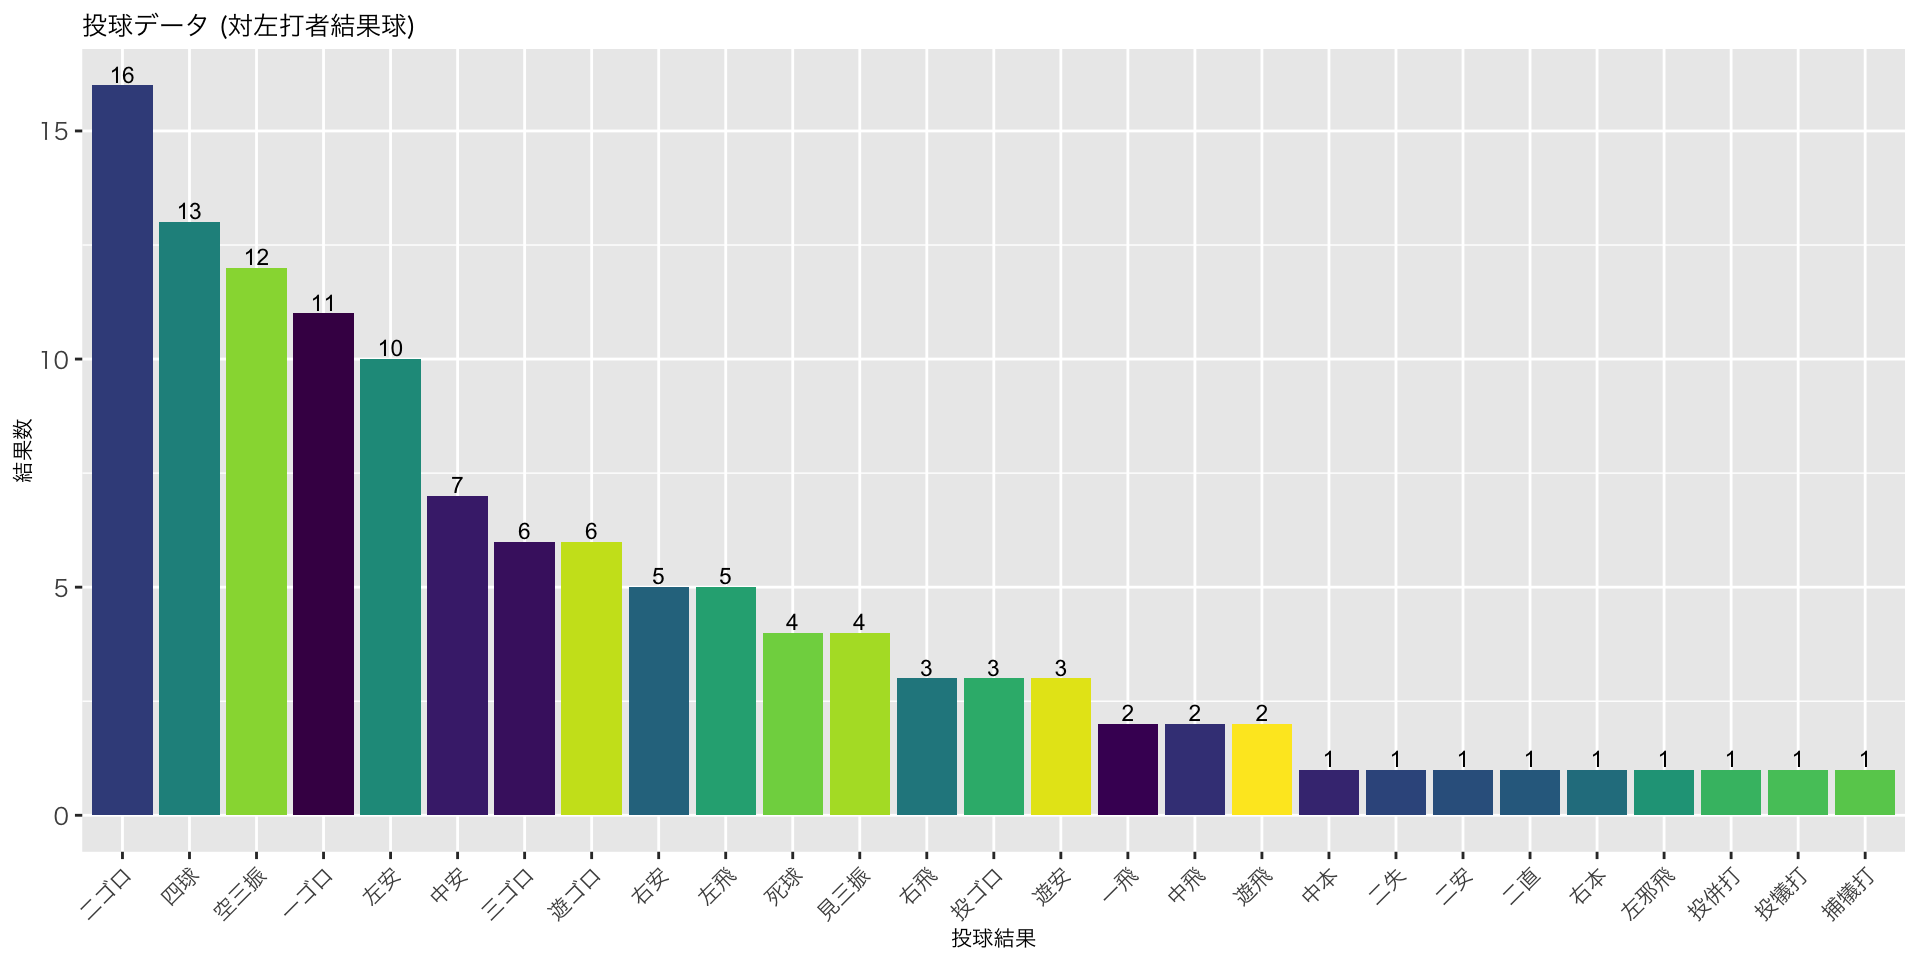 投球データ (対左打者結果球)
結果数
15
10
5
0
16
13
12
11
10
7
6
6
5
5
4
4
3
3
3
2
2
2
1
1
1
1
1
1
1
1
1
二ゴロ
四球
空三振
一ゴロ
左安
中安
三ゴロ
遊ゴロ
右安
左飛
死球
見三振
右飛
投ゴロ
遊安
一飛
中飛
遊飛
中本
二失
二安
二直
右本
左邪飛
投併打
投犠打
捕犠打
投球結果